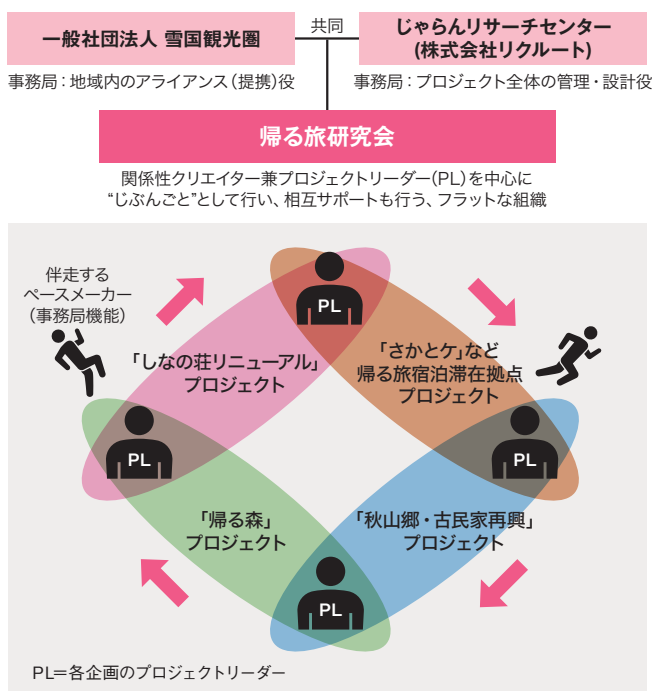 一般社団法人 雪国観光圏
共同
じゃらんリサーチセンター
(株式会社リクルート)
事務局：地域内のアライアンス（提携）役
事務局：プロジェクト全体の管理・設計役
帰る旅研究会
関係性クリエイター兼プロジェクトリーダー(PL)を中心に
“じぶんごと”として行い、相互サポートも行う、フラットな組織
伴走する
ペースメーカー
（事務局機能）
PL
「しなの荘リニューアル」
プロジェクト
「さかとケ」など
帰る旅宿泊滞在拠点
プロジェクト
PL
PL
「帰る森」
プロジェクト
「秋山郷・古民家再興」
プロジェクト
PL
PL＝各企画のプロジェクトリーダー